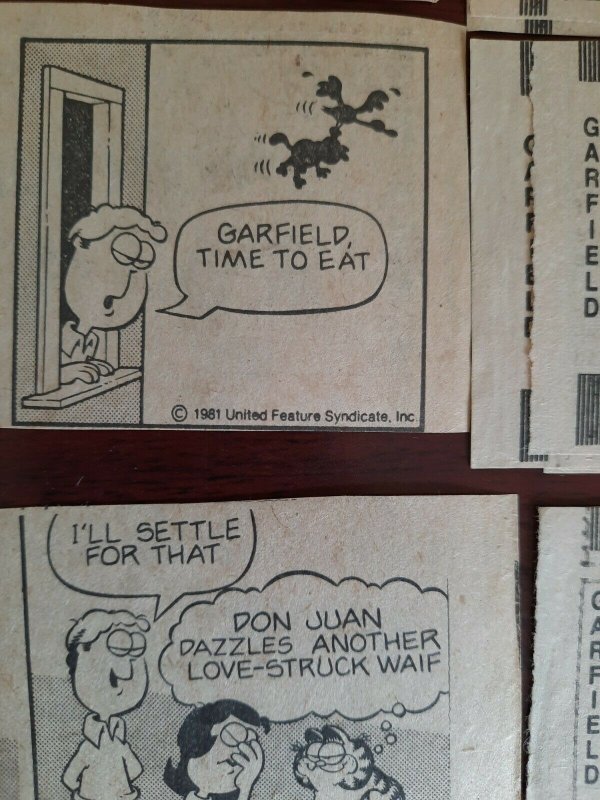 GARFIELD,
TIME TO EAT
© 1981 United Feature Syndicate, Inc.
I'LL SETTLE
FOR THAT
DON JUAN
DAZZLES ANOTHER
LOVE-STRUCK WAIF
GARFIELD
GARFIELD
GARFIELD